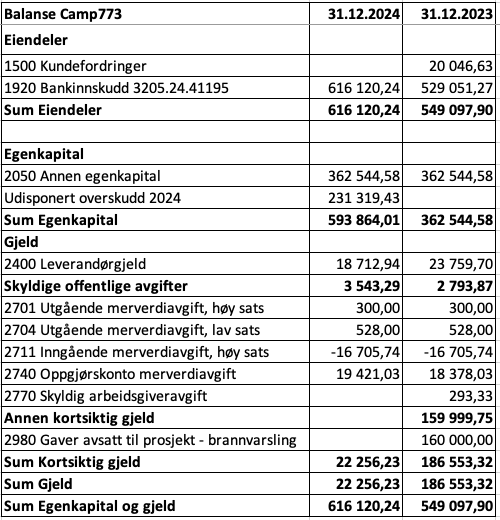 Balanse Camp773 31.12.2024 31.12.2023
Eiendeler
1500 Kundefordringer 20 046,63
1920 Bankinnskudd 3205.24.41195 616 120,24 529 051,27
Sum Eiendeler 616 120,24 549 097,90
Egenkapital
2050 Annen egenkapital 362 544,58 362 544,58
Udisponert overskudd 2024 231 319,43
Sum Egenkapital 593 864,01 362 544,58
Gjeld
2400 Leverandørgjeld 18 712,94 23 759,70
Skyldige offentlige avgifter 3 543,29 2 793,87
2701 Utgående merverdiavgift, høy sats 300,00 300,00
2704 Utgående merverdiavgift, lav sats 528,00 528,00
2711 Inngående merverdiavgift, høy sats -16 705,74 -16 705,74
2740 Oppgjørskonto merverdiavgift 19 421,03 18 378,03
2770 Skyldig arbeidsgiveravgift 293,33
Annen kortsiktig gjeld 159 999,75
2980 Gaver avsatt til prosjekt - brannvarsling 160 000,00
Sum Kortsiktig gjeld 22 256,23 186 553,32
Sum Gjeld 22 256,23 186 553,32
Sum Egenkapital og gjeld 616 120,24 549 097,90